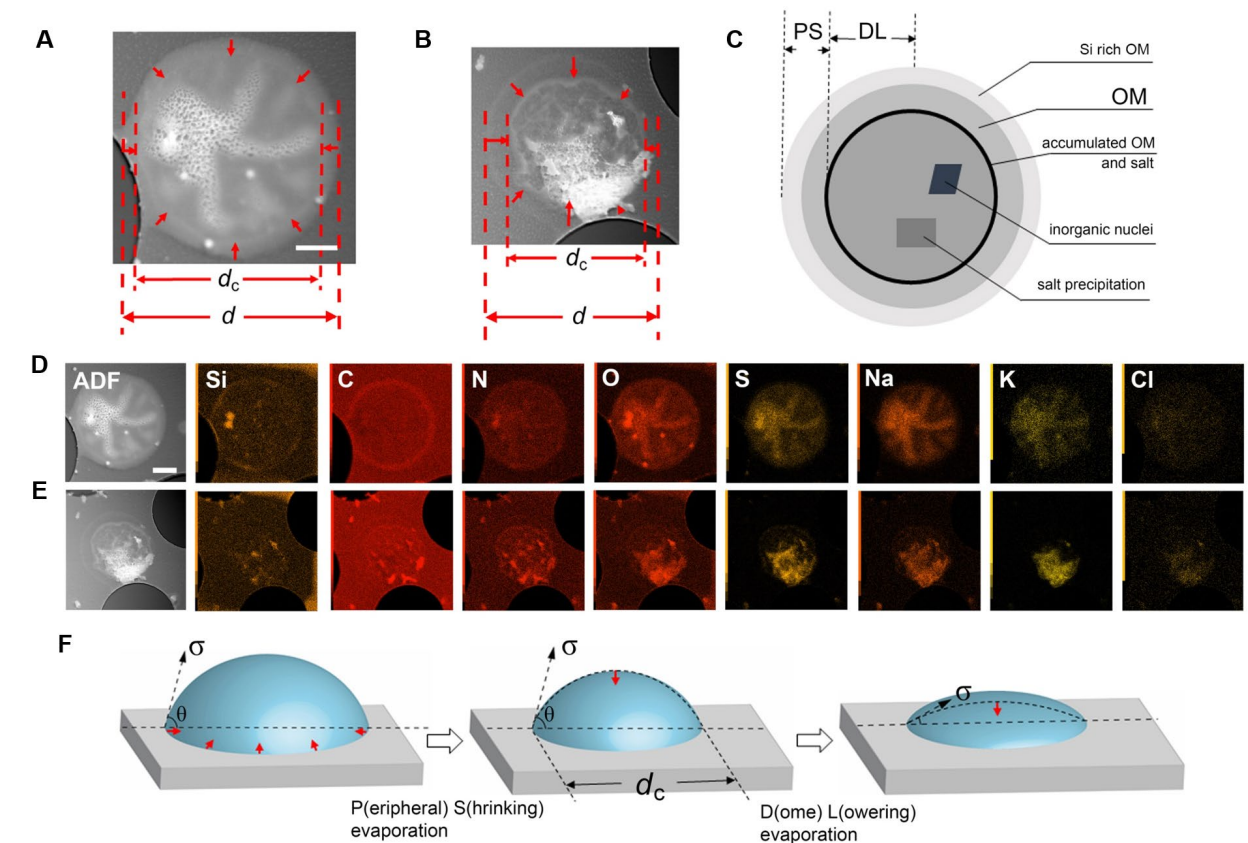 A
B
C
PS
DL
Si rich OM
OM
accumulated OM
and salt
inorganic nuclei
salt precipitation
dc
d
dc
d
D
ADF
Si
C
N
O
S
Na
K
Cl
E
F
σ
θ
σ
θ
σ
dc
P(eripheral) S(hrinking)
evaporation
D(ome) L(owering)
evaporation